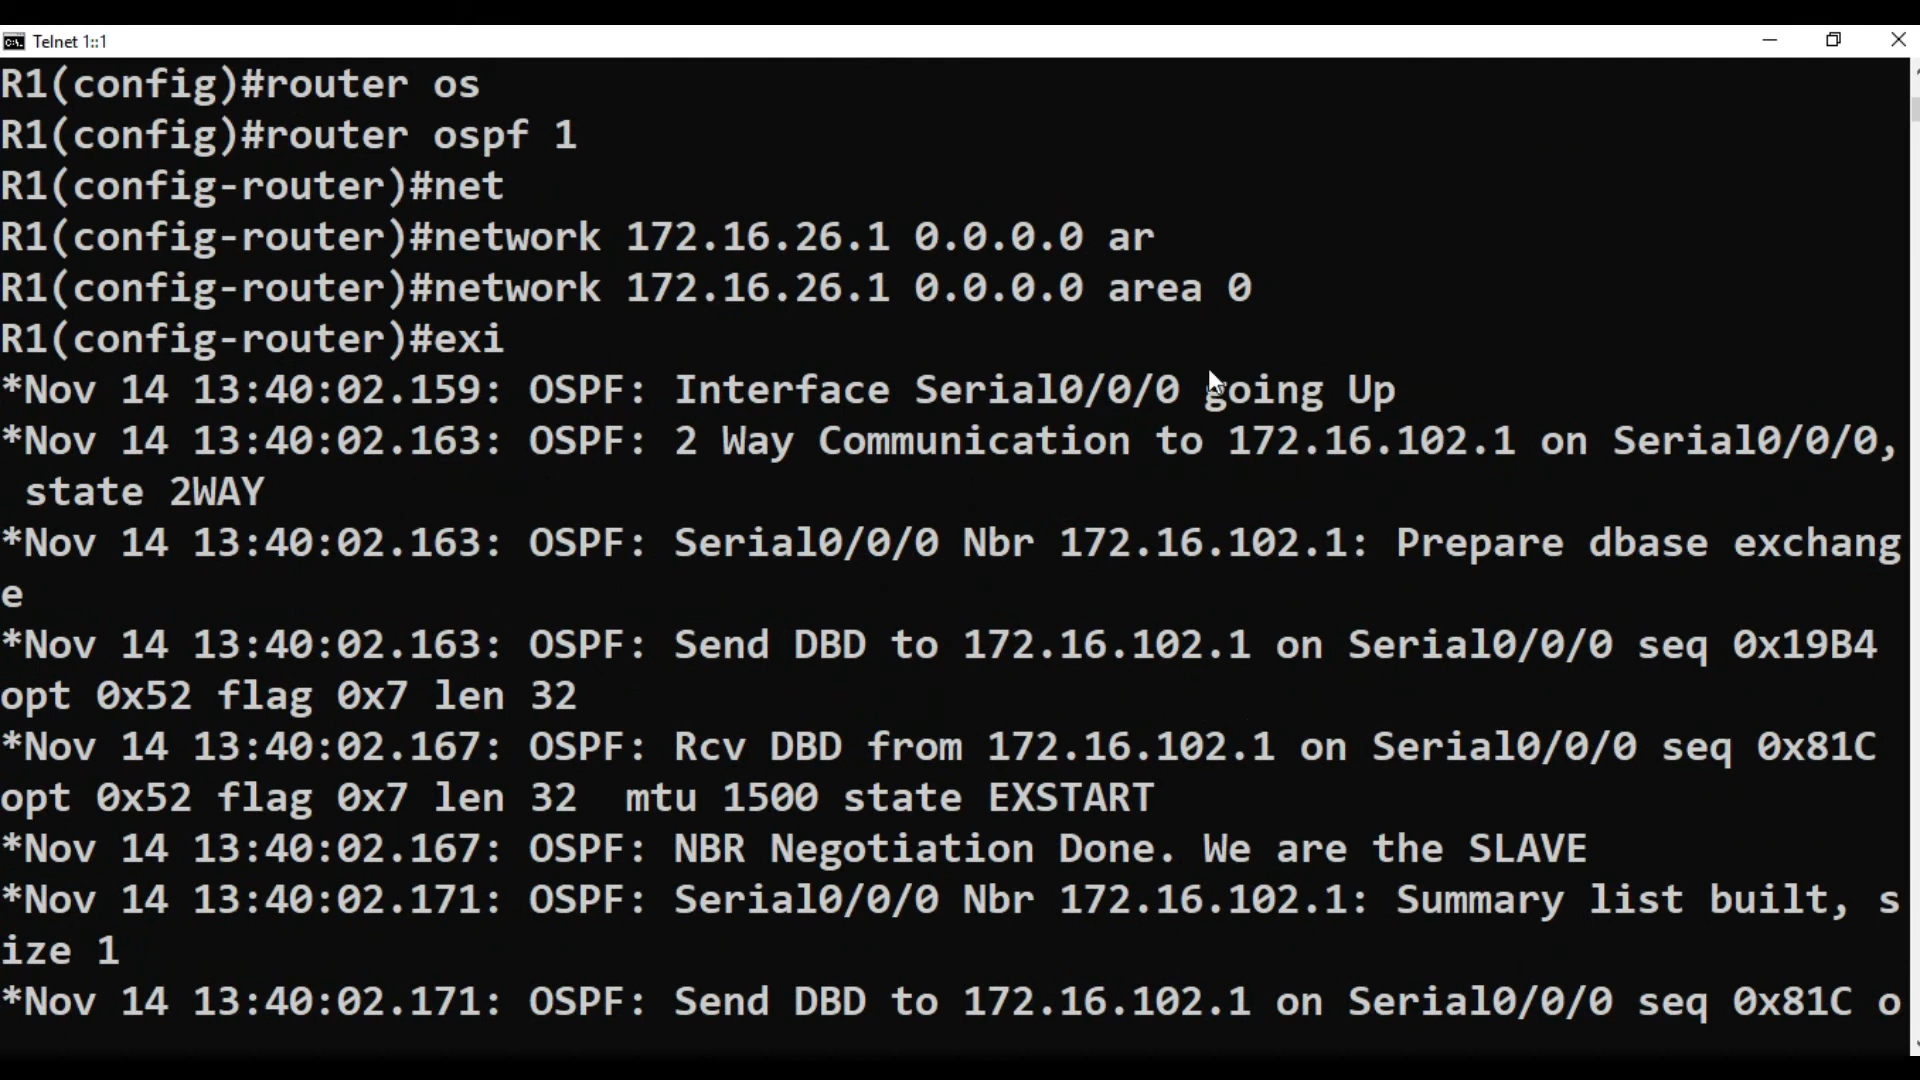 Telnet 1::1
R1(config)#router os
R1(config)#router ospf 1
R1(config-router)#net
R1(config-router)#network 172.16.26.1 0.0.0.0 ar
R1(config-router)#network 172.16.26.1 0.0.0.0 area 0
R1(config-router)#exi
*Nov 14 13:40:02.159: OSPF: Interface Serial0/0/0 going Up
*Nov 14 13:40:02.163: OSPF: 2 Way Communication to 172.16.102.1 on Serial0/0/0,
 state 2WAY
*Nov 14 13:40:02.163: OSPF: Serial0/0/0 Nbr 172.16.102.1: Prepare dbase exchang
e
*Nov 14 13:40:02.163: OSPF: Send DBD to 172.16.102.1 on Serial0/0/0 seq 0x19B4
opt 0x52 flag 0x7 len 32
*Nov 14 13:40:02.167: OSPF: Rcv DBD from 172.16.102.1 on Serial0/0/0 seq 0x81C
opt 0x52 flag 0x7 len 32  mtu 1500 state EXSTART
*Nov 14 13:40:02.167: OSPF: NBR Negotiation Done. We are the SLAVE
*Nov 14 13:40:02.171: OSPF: Serial0/0/0 Nbr 172.16.102.1: Summary list built, s
ize 1
*Nov 14 13:40:02.171: OSPF: Send DBD to 172.16.102.1 on Serial0/0/0 seq 0x81C o